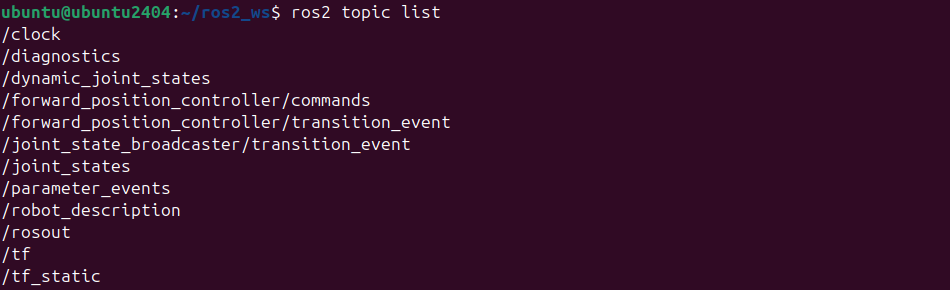 ubuntu@ubuntu2404:~/ros2_ws$ ros2 topic list
/clock
/diagnostics
/dynamic_joint_states
/forward_position_controller/commands
/forward_position_controller/transition_event
/joint_state_broadcaster/transition_event
/joint_states
/parameter_events
/robot_description
/rosout
/tf
/tf_static